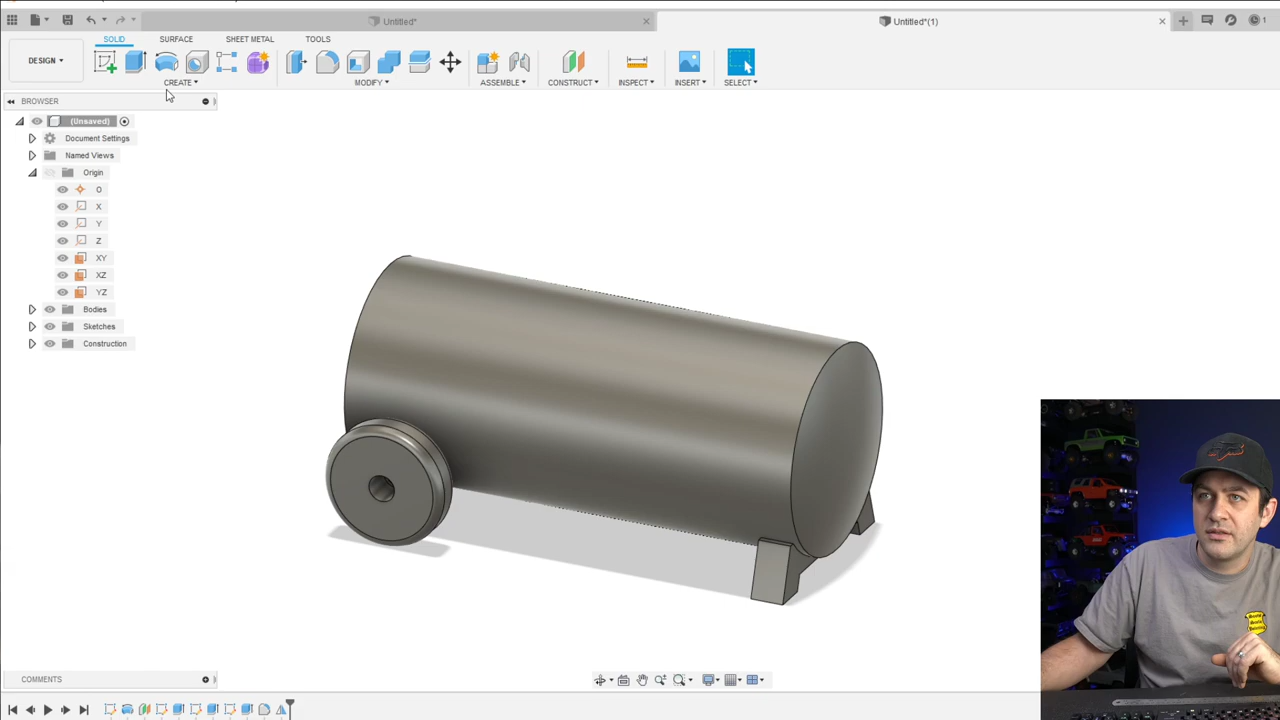 Untitled*
Untitled*(1)
1
DESIGN
SOLID
SURFACE
SHEET METAL
TOOLS
CREATE
MODIFY
ASSEMBLE
CONSTRUCT
INSPECT
INSERT
SELECT
BROWSER
(Unsaved)
Document Settings
Named Views
Origin
O
X
Y
Z
XY
XZ
YZ
Bodies
Sketches
Construction
COMMENTS